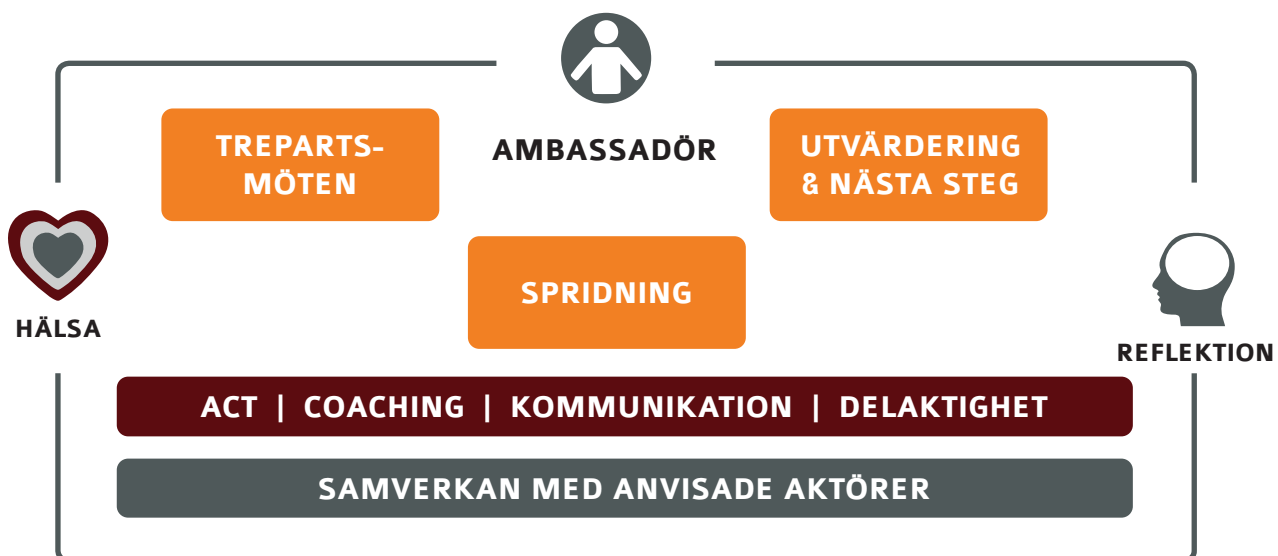 TREPARTS-
MÖTEN
AMBASSADÖR
UTVÄRDERING
& NÄSTA STEG
SPRIDNING
HÄLSA
REFLEKTION
ACT | COACHING | KOMMUNIKATION | DELAKTIGHET
SAMVERKAN MED ANVISADE AKTÖRER